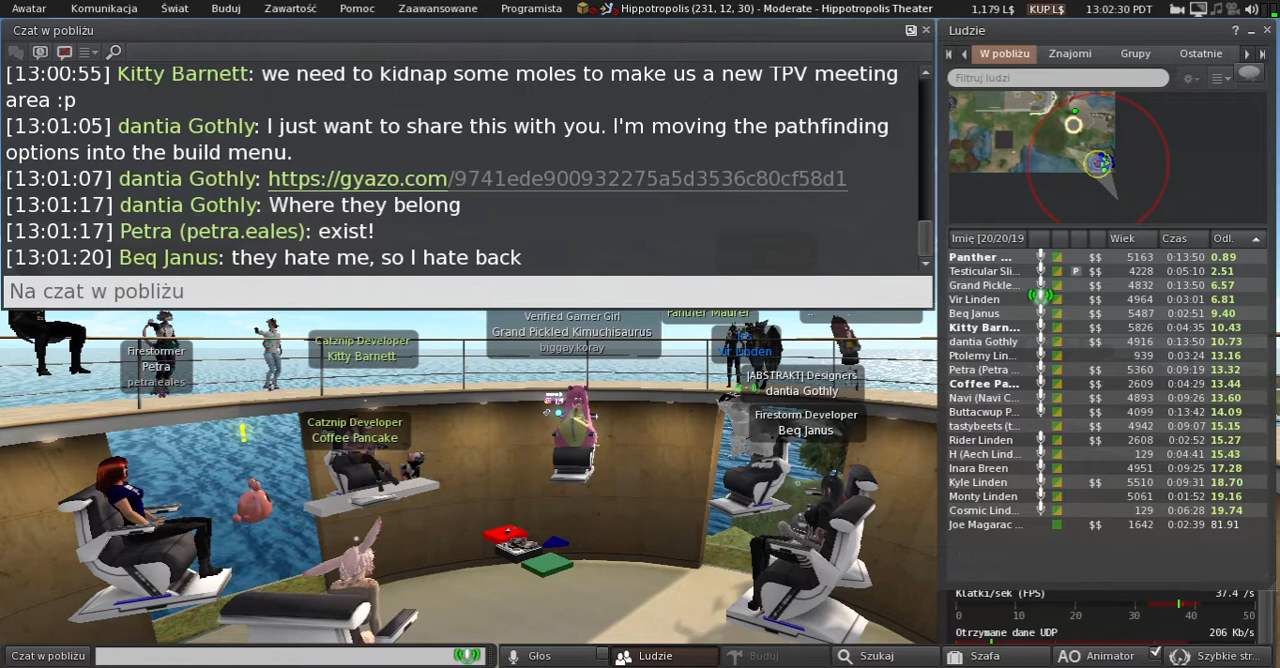 Awatar Komunikacja Świat Buduj Zawartość Pomoc Zaawansowane Programista Hippotropolis (231, 12, 30) - Moderate - Hippotropolis Theater 1,179 L$ KUP L$ 13:02:30 PDT
Czat w pobliżu
[13:00:55] Kitty Barnett: we need to kidnap some moles to make us a new TPV meeting
area :p
[13:01:05] dantia Gothly: I just want to share this with you. I'm moving the pathfinding
options into the build menu.
[13:01:07] dantia Gothly: https://gyazo.com/9741ede900932275a5d3536c80cf58d1
[13:01:17] dantia Gothly: Where they belong
[13:01:17] Petra (petra.eales): exist!
[13:01:20] Beq Janus: they hate me, so I hate back
Na czat w pobliżu
Verified Gamer Girl
Grand Pickled Kimuchisaurus
biggay.koray
Panther Maurer
Firestormer
Petra
petra.eales
Catznip Developer
Kitty Barnett
Vir Linden
|ABSTRAKT| Designers
dantia Gothly
Firestorm Developer
Beq Janus
Catznip Developer
Coffee Pancake
Ludzie
W pobliżu Znajomi Grupy Ostatnie
Filtruj ludzi
Imię [20/20/19 Wiek Czas Odl.
Panther ... $$ 5163 0:13:50 0.89
Testicular Sli... P $$ 4228 0:05:10 2.51
Grand Pickle... $$ 4832 0:13:50 6.57
Vir Linden $$ 4964 0:03:01 6.81
Beq Janus $$ 5487 0:02:51 9.40
Kitty Barn... $$ 5826 0:04:35 10.43
dantia Gothly $$ 4916 0:13:50 10.73
Ptolemy Lin... 939 0:03:24 13.16
Petra (Petra ... $$ 5360 0:09:19 13.32
Coffee Pa... $$ 2609 0:04:29 13.44
Navi (Navi C... $$ 4893 0:09:26 13.60
Buttacwup P... $$ 4099 0:13:42 14.09
tastybeets (t... $$ 4942 0:09:07 15.15
Rider Linden $$ 2608 0:02:52 15.27
H (Aech Lind... 129 0:04:41 15.43
Inara Breen 4951 0:09:25 17.28
Kyle Linden $$ 5510 0:09:31 18.70
Monty Linden 5061 0:01:52 19.16
Cosmic Lind... 129 0:06:28 19.74
Joe Magarac ... $$ 1642 0:02:39 81.91
Klatki/sek (FPS) 37.4 /s
0 10 20 30 40 50
Otrzymane dane UDP 206 Kb/s
Czat w pobliżu Głos Ludzie Buduj Szukaj Szafa AO Animator Szybkie str...